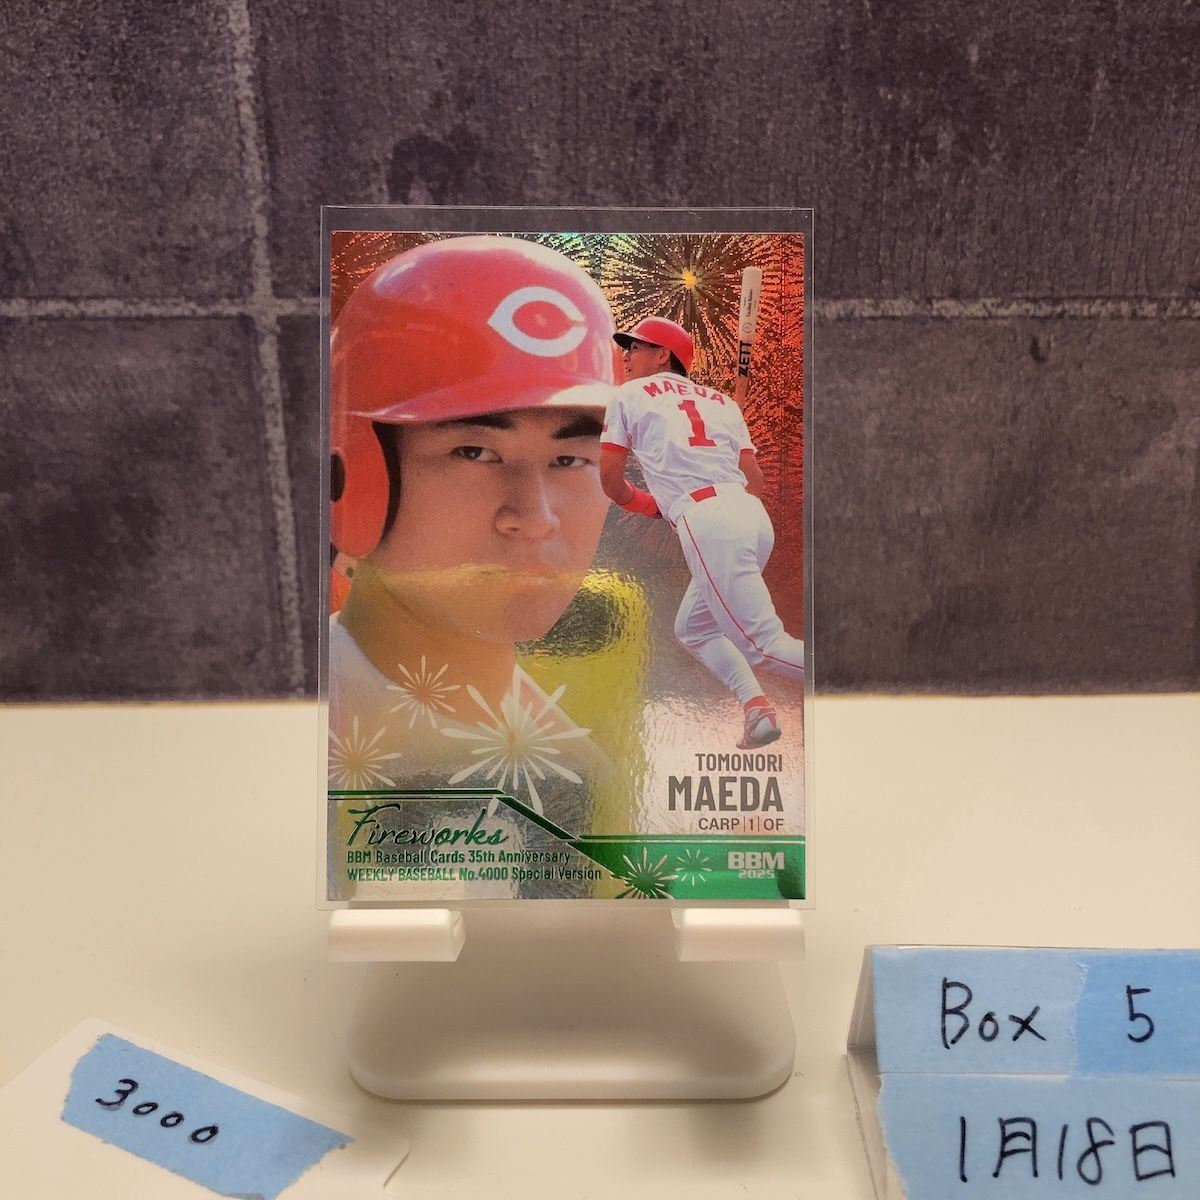 C
ZETT
MAEDA
1
TOMONORI
MAEDA
CARP|1|OF
Fireworks
BBM Baseball Cards 35th Anniversary
WEEKLY BASEBALL No.4000 Special Version
BBM
2025
3000
Box 5
1月18日